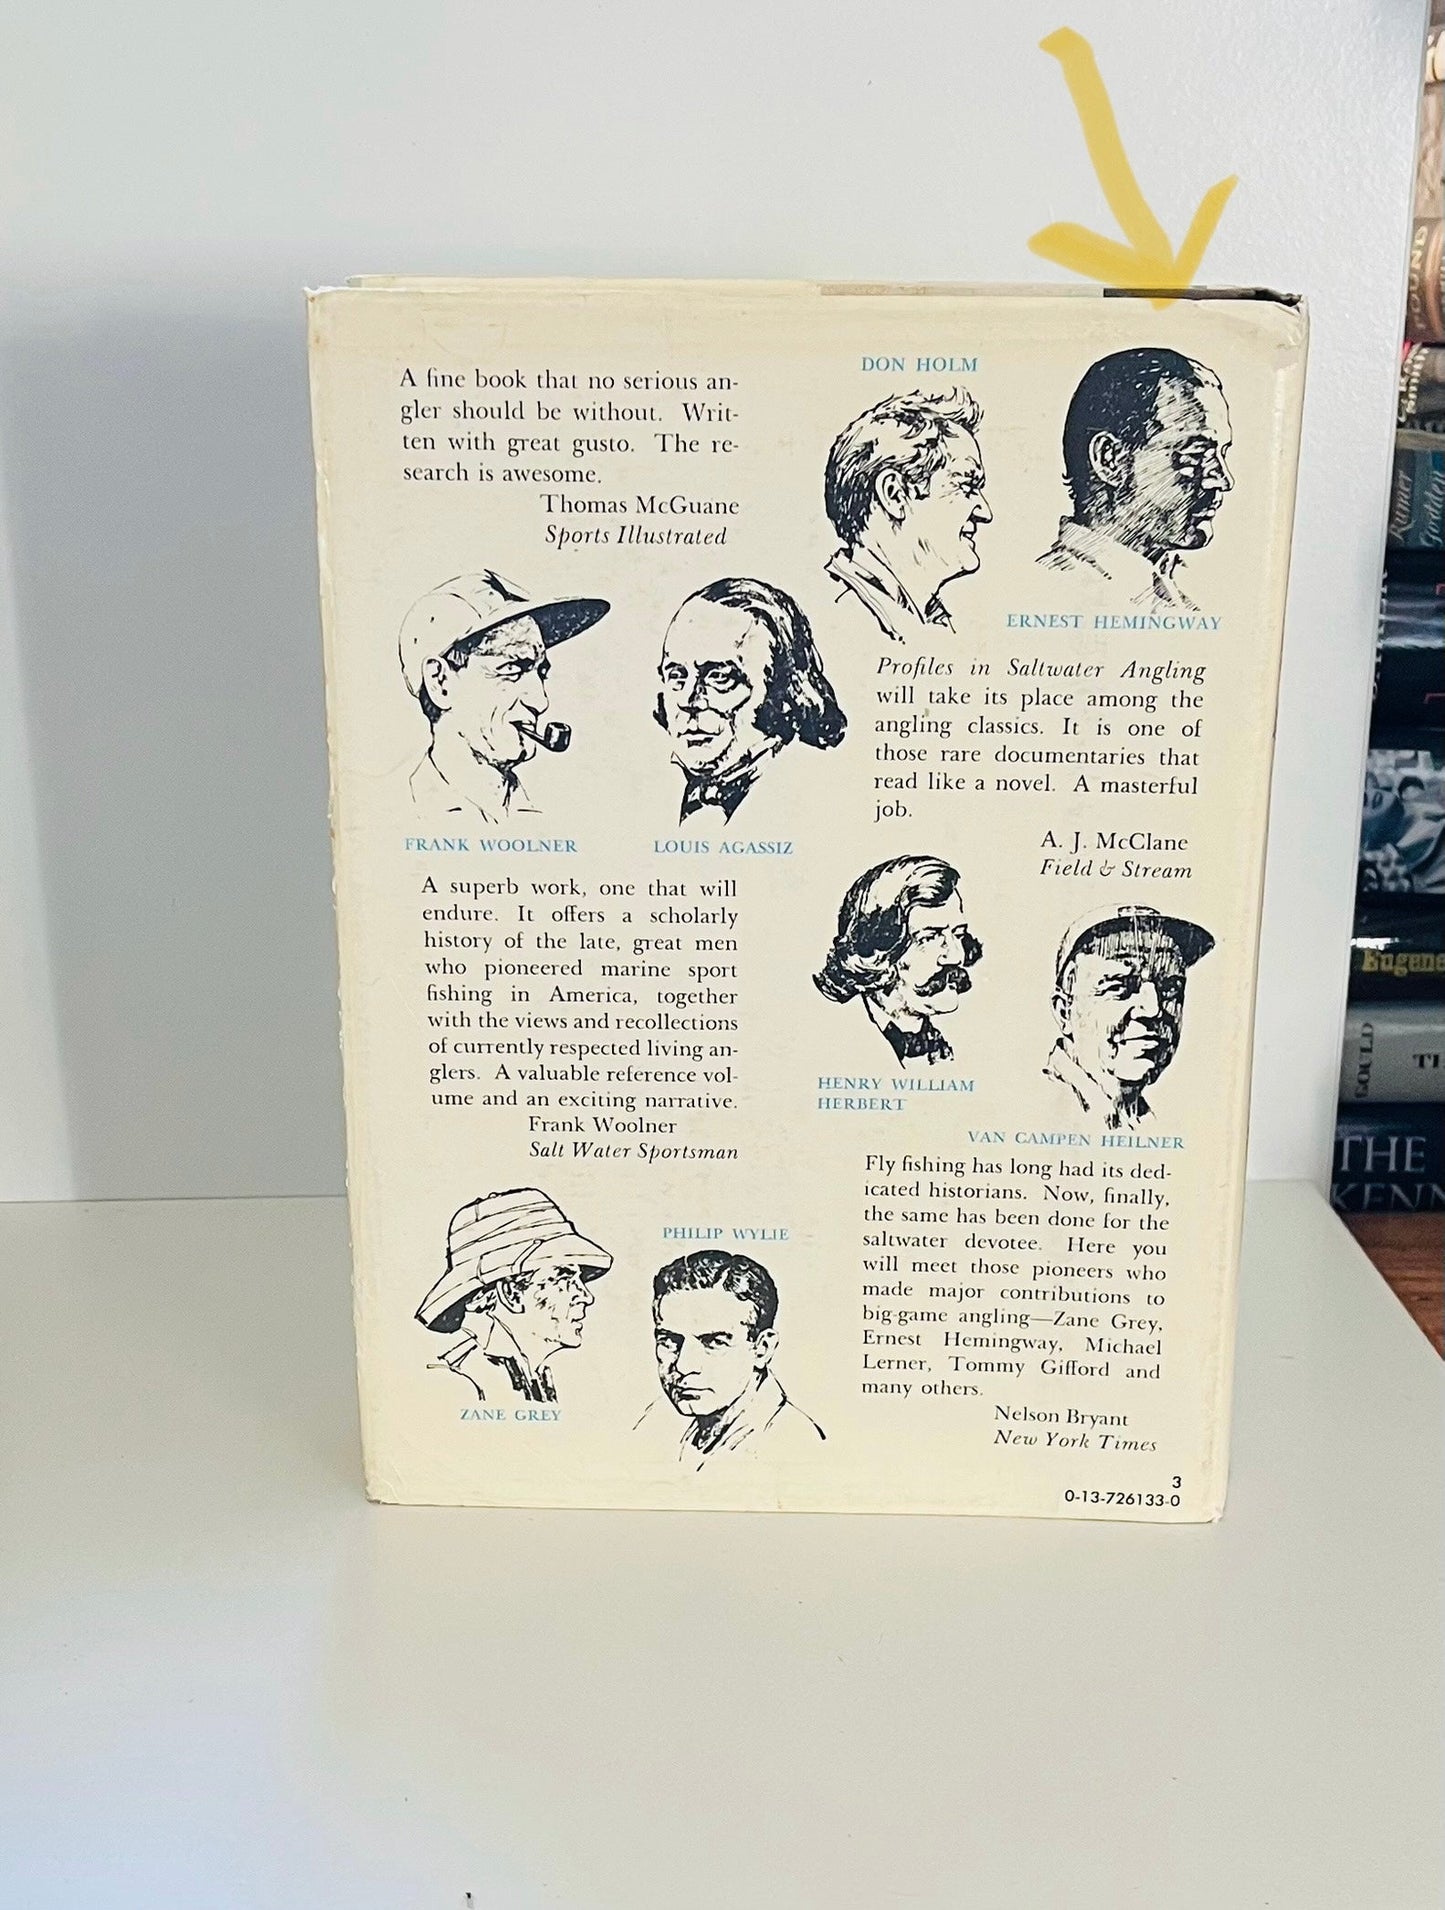 A fine book that no serious an-
gler should be without. Writ-
ten with great gusto. The re-
search is awesome.
Thomas McGuane
Sports Illustrated
DON HOLM
ERNEST HEMINGWAY
FRANK WOOLNER
LOUIS AGASSIZ
Profiles in Saltwater Angling
will take its place among the
angling classics. It is one of
those rare documentaries that
read like a novel. A masterful
job.
A. J. McClane
Field & Stream
A superb work, one that will
endure. It offers a scholarly
history of the late, great men
who pioneered marine sport
fishing in America, together
with the views and recollections
of currently respected living an-
glers. A valuable reference vol-
ume and an exciting narrative.
Frank Woolner
Salt Water Sportsman
HENRY WILLIAM
HERBERT
VAN CAMPEN HEILNER
ZANE GREY
PHILIP WYLIE
Fly fishing has long had its ded-
icated historians. Now, finally,
the same has been done for the
saltwater devotee. Here you
will meet those pioneers who
made major contributions to
big-game angling—Zane Grey,
Ernest Hemingway, Michael
Lerner, Tommy Gifford and
many others.
Nelson Bryant
New York Times
3
0-13-726133-0
Rumer
Godden
Eugene
GOULD
THE